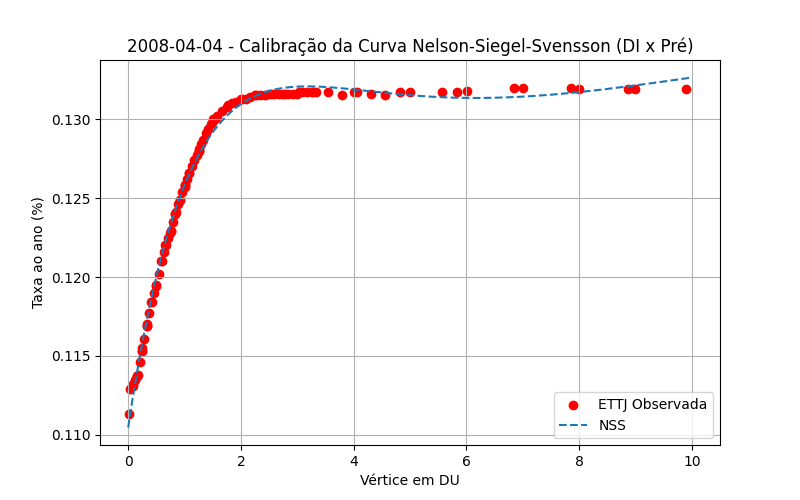 2008-04-04 - Calibração da Curva Nelson-Siegel-Svensson (DI x Pré)
Taxa ao ano (%)
0.130
0.125
0.120
0.115
0.110
ETTJ Observada
NSS
0 2 4 6 8 10
Vértice em DU